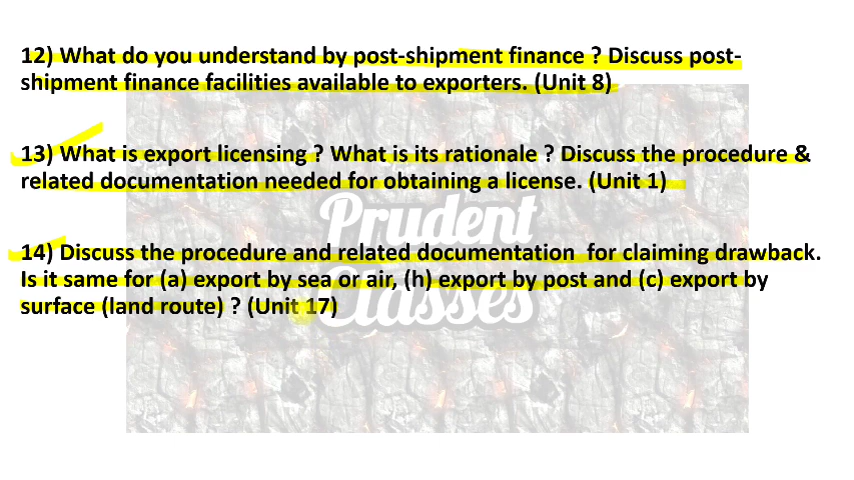 12) What do you understand by post-shipment finance ? Discuss post-
shipment finance facilities available to exporters. (Unit 8)
13) What is export licensing ? What is its rationale ? Discuss the procedure &
related documentation needed for obtaining a license. (Unit 1)
14) Discuss the procedure and related documentation  for claiming drawback.
Is it same for (a) export by sea or air, (h) export by post and (c) export by
surface (land route) ? (Unit 17)
Prudent
Classes